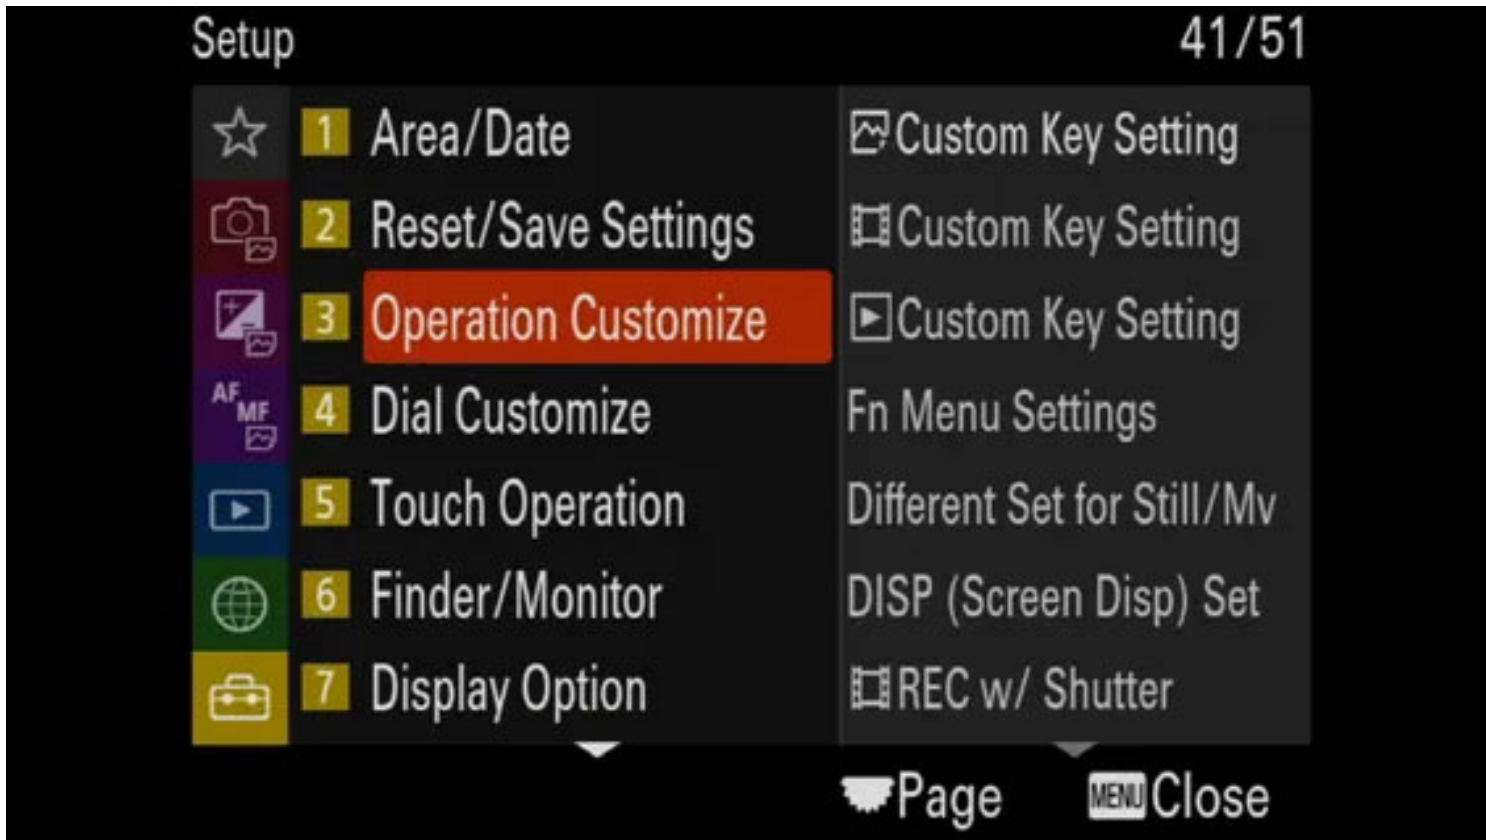 Setup
41/51
1 Area/Date
2 Reset/Save Settings
3 Operation Customize
4 Dial Customize
5 Touch Operation
6 Finder/Monitor
7 Display Option
AF MF
Custom Key Setting
Custom Key Setting
Custom Key Setting
Fn Menu Settings
Different Set for Still/Mv
DISP (Screen Disp) Set
REC w/ Shutter
Page
MENU Close